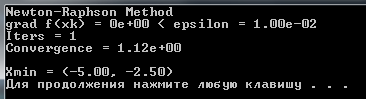 Newton-Raphson Method
grad f(xk) = 0e+00 < epsilon = 1.00e-02
Iters = 1
Convergence = 1.12e+00
Xmin = (-5.00, -2.50)
Для продолжения нажмите любую клавишу . . .